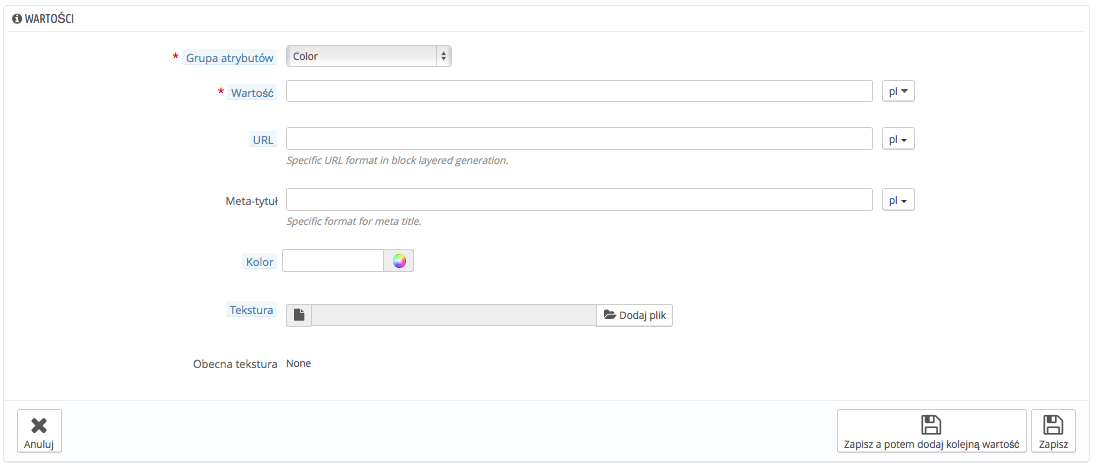 WARTOŚCI
* Grupa atrybutów Color
* Wartość pl
URL pl
Specific URL format in block layered generation.
Meta-tytuł pl
Specific format for meta title.
Kolor
Tekstura Dodaj plik
Obecna tekstura None
Anuluj Zapisz a potem dodaj kolejną wartość Zapisz